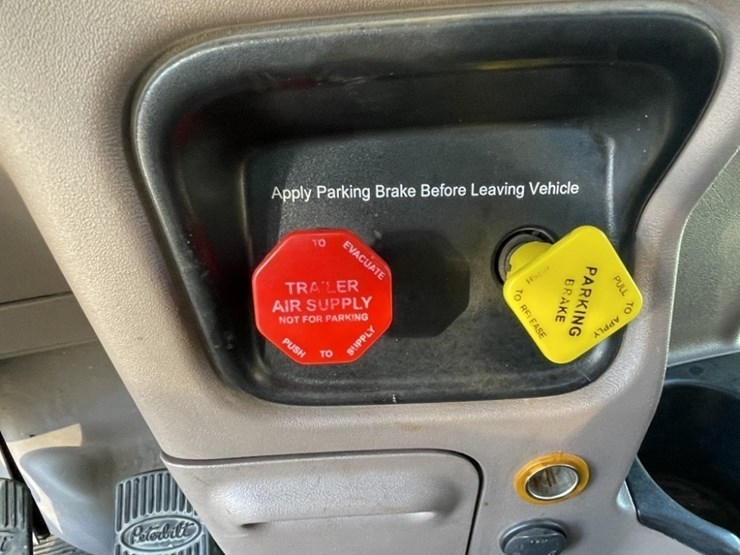 Apply Parking Brake Before Leaving Vehicle
TO EVACUATE
TRAILER
AIR SUPPLY
NOT FOR PARKING
PUSH TO SUPPLY
PULL TO APPLY
PARKING
BRAKE
TO RELEASE
Peterbilt